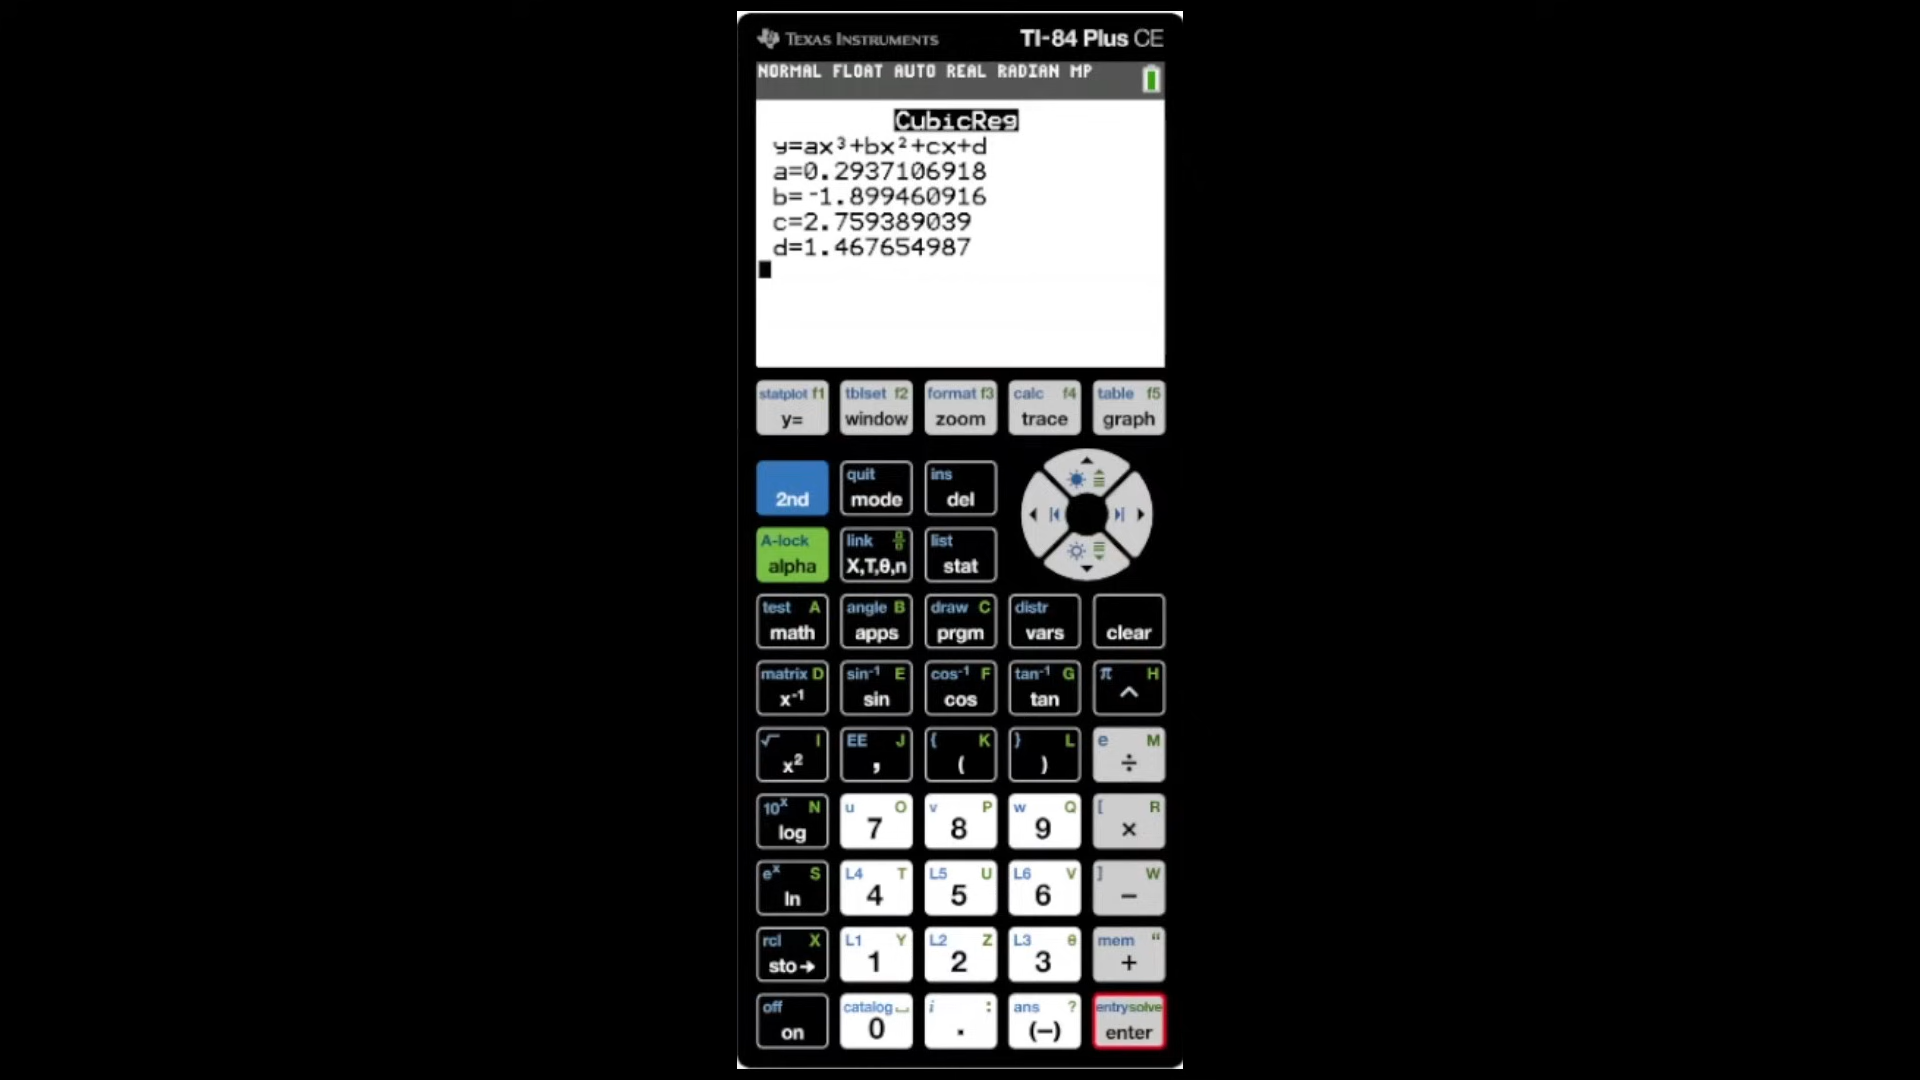 TEXAS INSTRUMENTS TI-84 Plus CE
NORMAL FLOAT AUTO REAL RADIAN MP
CubicReg
y=ax³+bx²+cx+d
a=0.2937106918
b=-1.899460916
c=2.759389039
d=1.467654987
statplot f1 tblset f2 format f3 calc f4 table f5
y= window zoom trace graph
quit ins
2nd mode del
A-lock link list
alpha X,T,θ,n stat
test A angle B draw C distr
math apps prgm vars clear
matrix D sin⁻¹ E cos⁻¹ F tan⁻¹ G π H
x⁻¹ sin cos tan ^
√ I EE J { K } L e M
x² , ( ) ÷
10ˣ N u O v P w Q [ R
log 7 8 9 ×
eˣ S L4 T L5 U L6 V ] W
ln 4 5 6 −
rcl X L1 Y L2 Z L3 θ mem "
sto→ 1 2 3 +
off catalog i : ans ? entry solve
on 0 . (−) enter